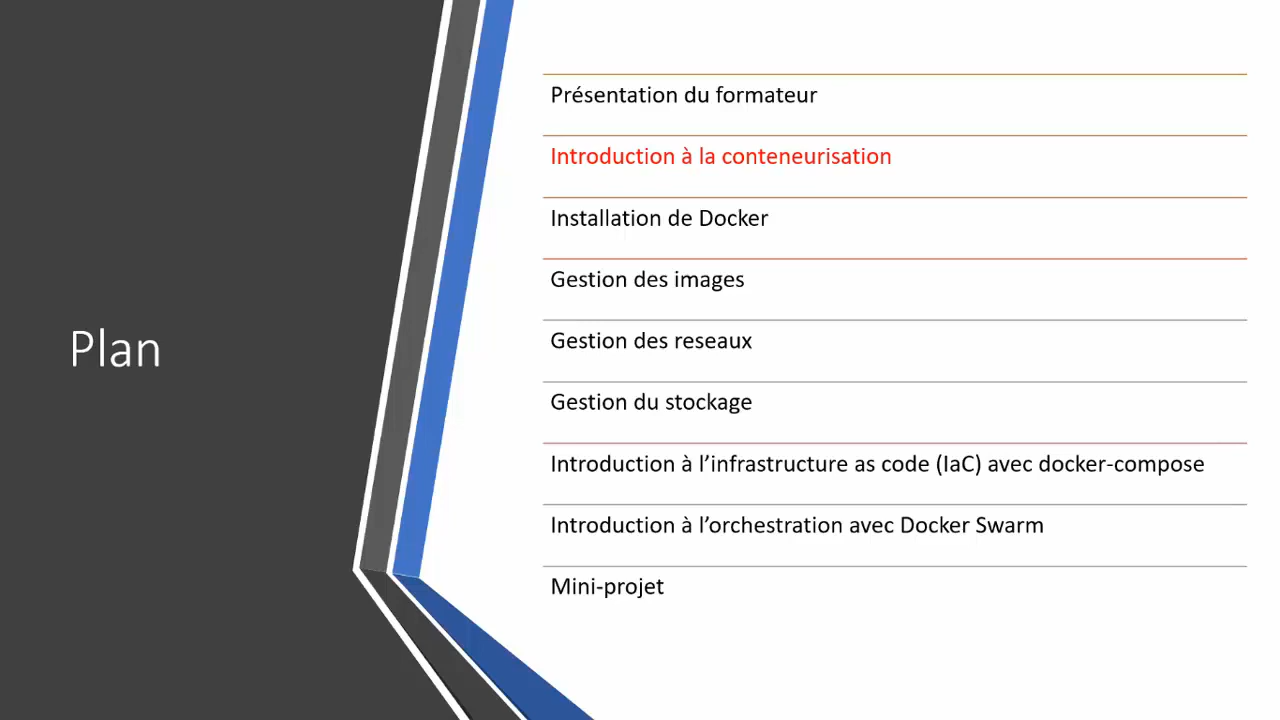 Plan
Présentation du formateur
Introduction à la conteneurisation
Installation de Docker
Gestion des images
Gestion des reseaux
Gestion du stockage
Introduction à l’infrastructure as code (IaC) avec docker-compose
Introduction à l’orchestration avec Docker Swarm
Mini-projet